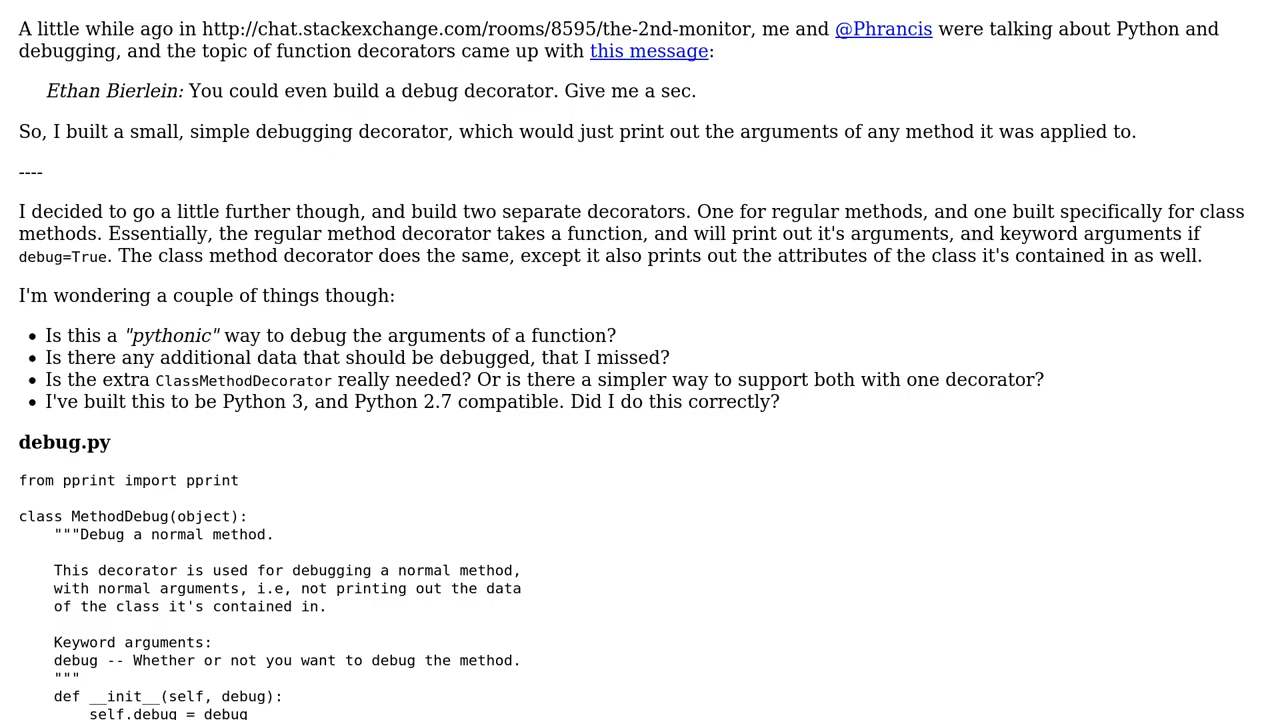 A little while ago in http://chat.stackexchange.com/rooms/8595/the-2nd-monitor, me and @Phrancis were talking about Python and
debugging, and the topic of function decorators came up with this message:
Ethan Bierlein: You could even build a debug decorator. Give me a sec.
So, I built a small, simple debugging decorator, which would just print out the arguments of any method it was applied to.
----
I decided to go a little further though, and build two separate decorators. One for regular methods, and one built specifically for class
methods. Essentially, the regular method decorator takes a function, and will print out it's arguments, and keyword arguments if
debug=True. The class method decorator does the same, except it also prints out the attributes of the class it's contained in as well.
I'm wondering a couple of things though:
• Is this a "pythonic" way to debug the arguments of a function?
• Is there any additional data that should be debugged, that I missed?
• Is the extra ClassMethodDecorator really needed? Or is there a simpler way to support both with one decorator?
• I've built this to be Python 3, and Python 2.7 compatible. Did I do this correctly?
debug.py
from pprint import pprint
class MethodDebug(object):
    """Debug a normal method.
    This decorator is used for debugging a normal method,
    with normal arguments, i.e, not printing out the data
    of the class it's contained in.
    Keyword arguments:
    debug -- Whether or not you want to debug the method.
    """
    def __init__(self, debug):
        self.debug = debug